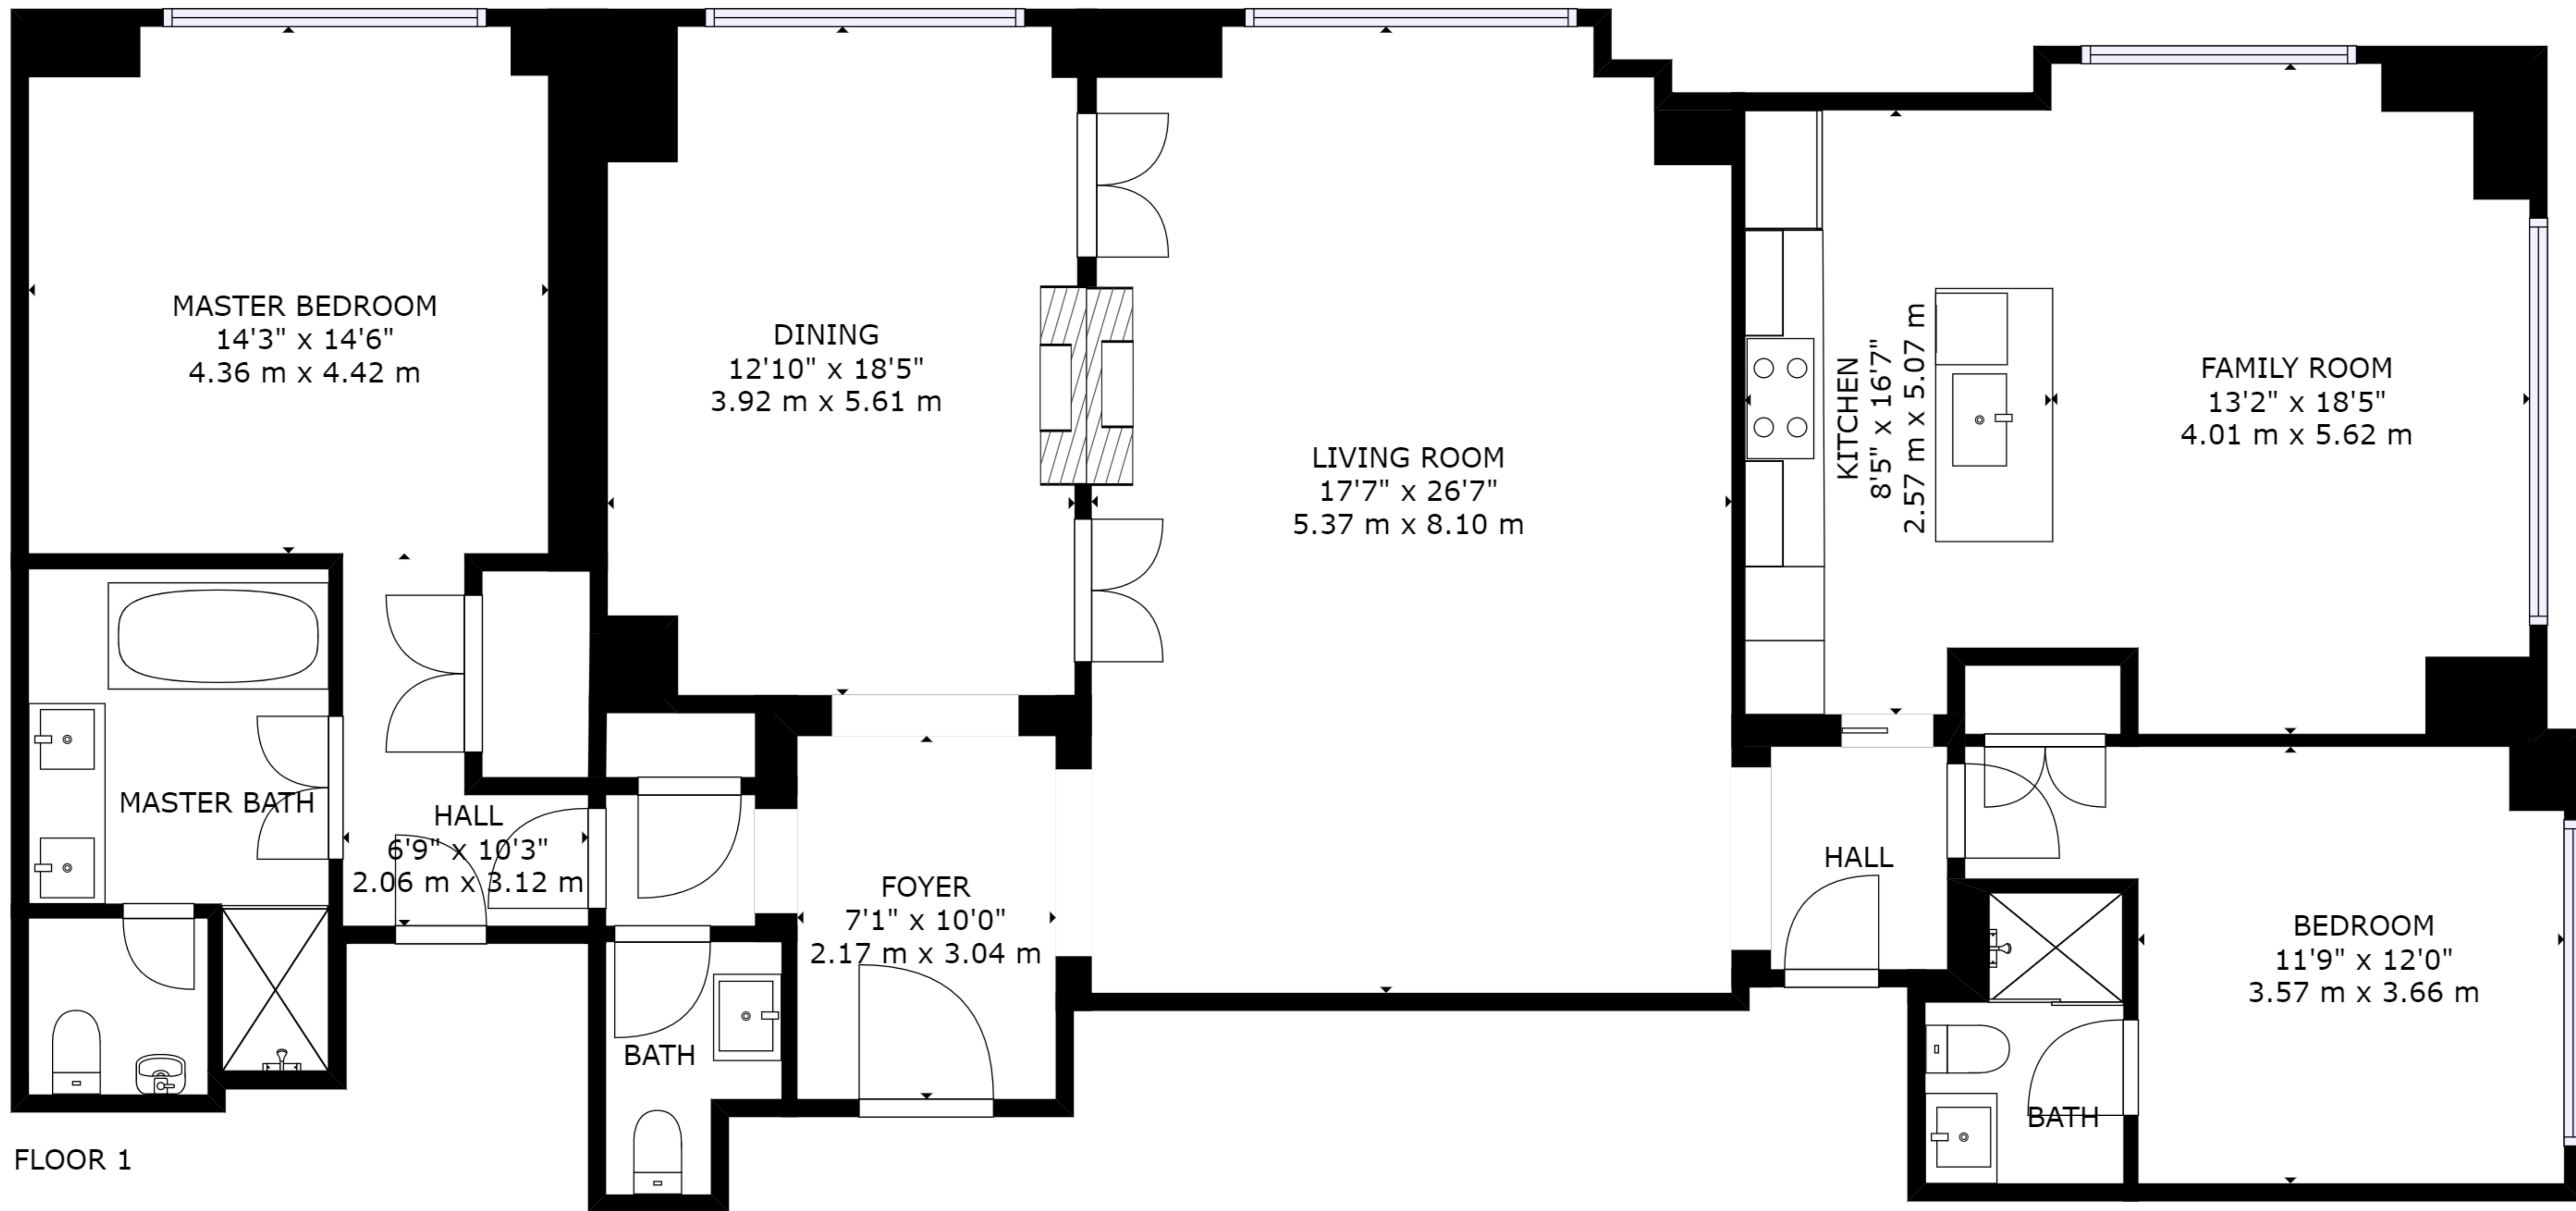 MASTER BEDROOM
14'3" x 14'6"
4.36 m x 4.42 m
DINING
12'10" x 18'5"
3.92 m x 5.61 m
LIVING ROOM
17'7" x 26'7"
5.37 m x 8.10 m
KITCHEN
8'5" x 16'7"
2.57 m x 5.07 m
FAMILY ROOM
13'2" x 18'5"
4.01 m x 5.62 m
MASTER BATH
HALL
6'9" x 10'3"
2.06 m x 3.12 m
FOYER
7'1" x 10'0"
2.17 m x 3.04 m
HALL
BEDROOM
11'9" x 12'0"
3.57 m x 3.66 m
BATH
BATH
FLOOR 1